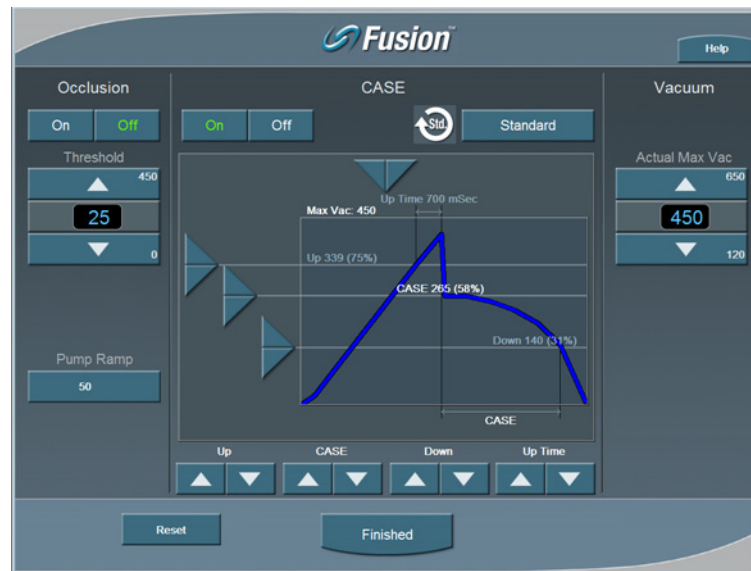 Fusion™
Help
Occlusion
CASE
Vacuum
On Off
On Off
Std.
Standard
Threshold
450
25
0
Actual Max Vac
650
450
120
Up Time 700 mSec
Max Vac: 450
Up 339 (75%)
CASE 265 (58%)
Down 140 (31%)
CASE
Pump Ramp
50
Up CASE Down Up Time
Reset
Finished